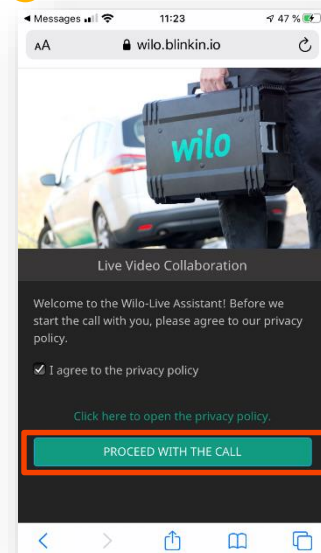 Messages 11:23 47 %
AA wilo.blinkin.io
wilo
Live Video Collaboration
Welcome to the Wilo-Live Assistant! Before we
start the call with you, please agree to our privacy
policy.
I agree to the privacy policy
Click here to open the privacy policy.
PROCEED WITH THE CALL